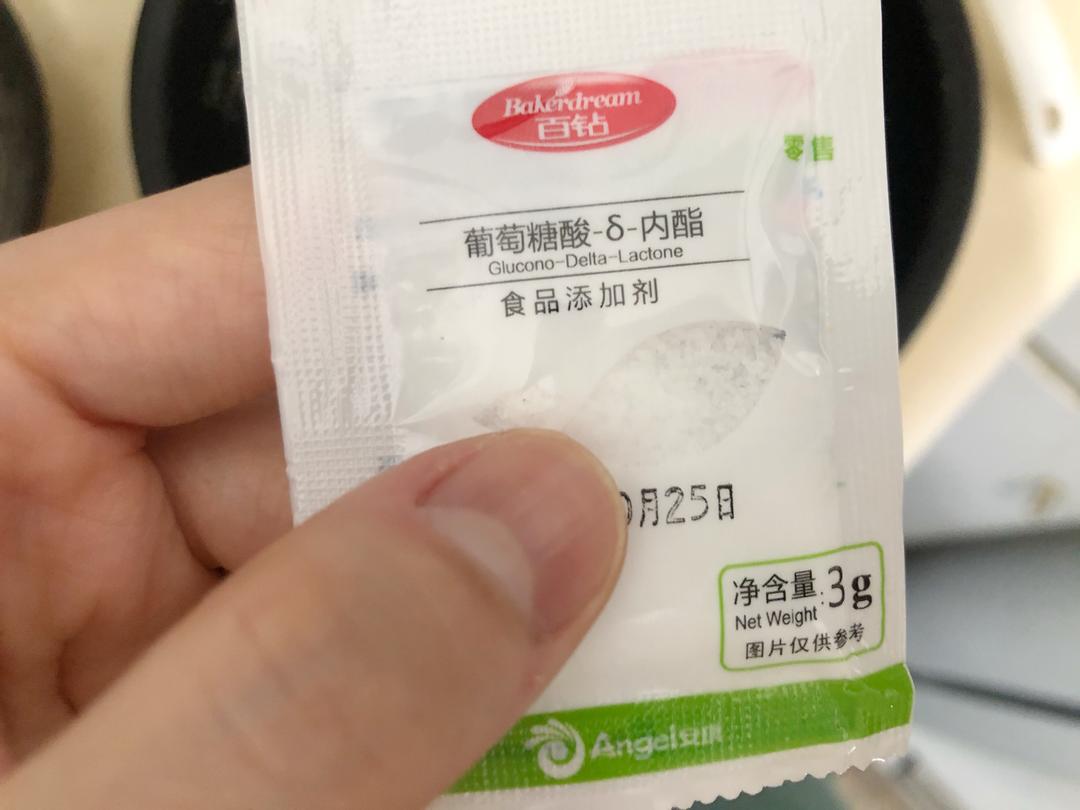 Bakerdream
百钻
零售
葡萄糖酸-δ-内酯
Glucono-Delta-Lactone
食品添加剂
月25日
净含量:3g
Net Weight
图片仅供参考
Angel安琪